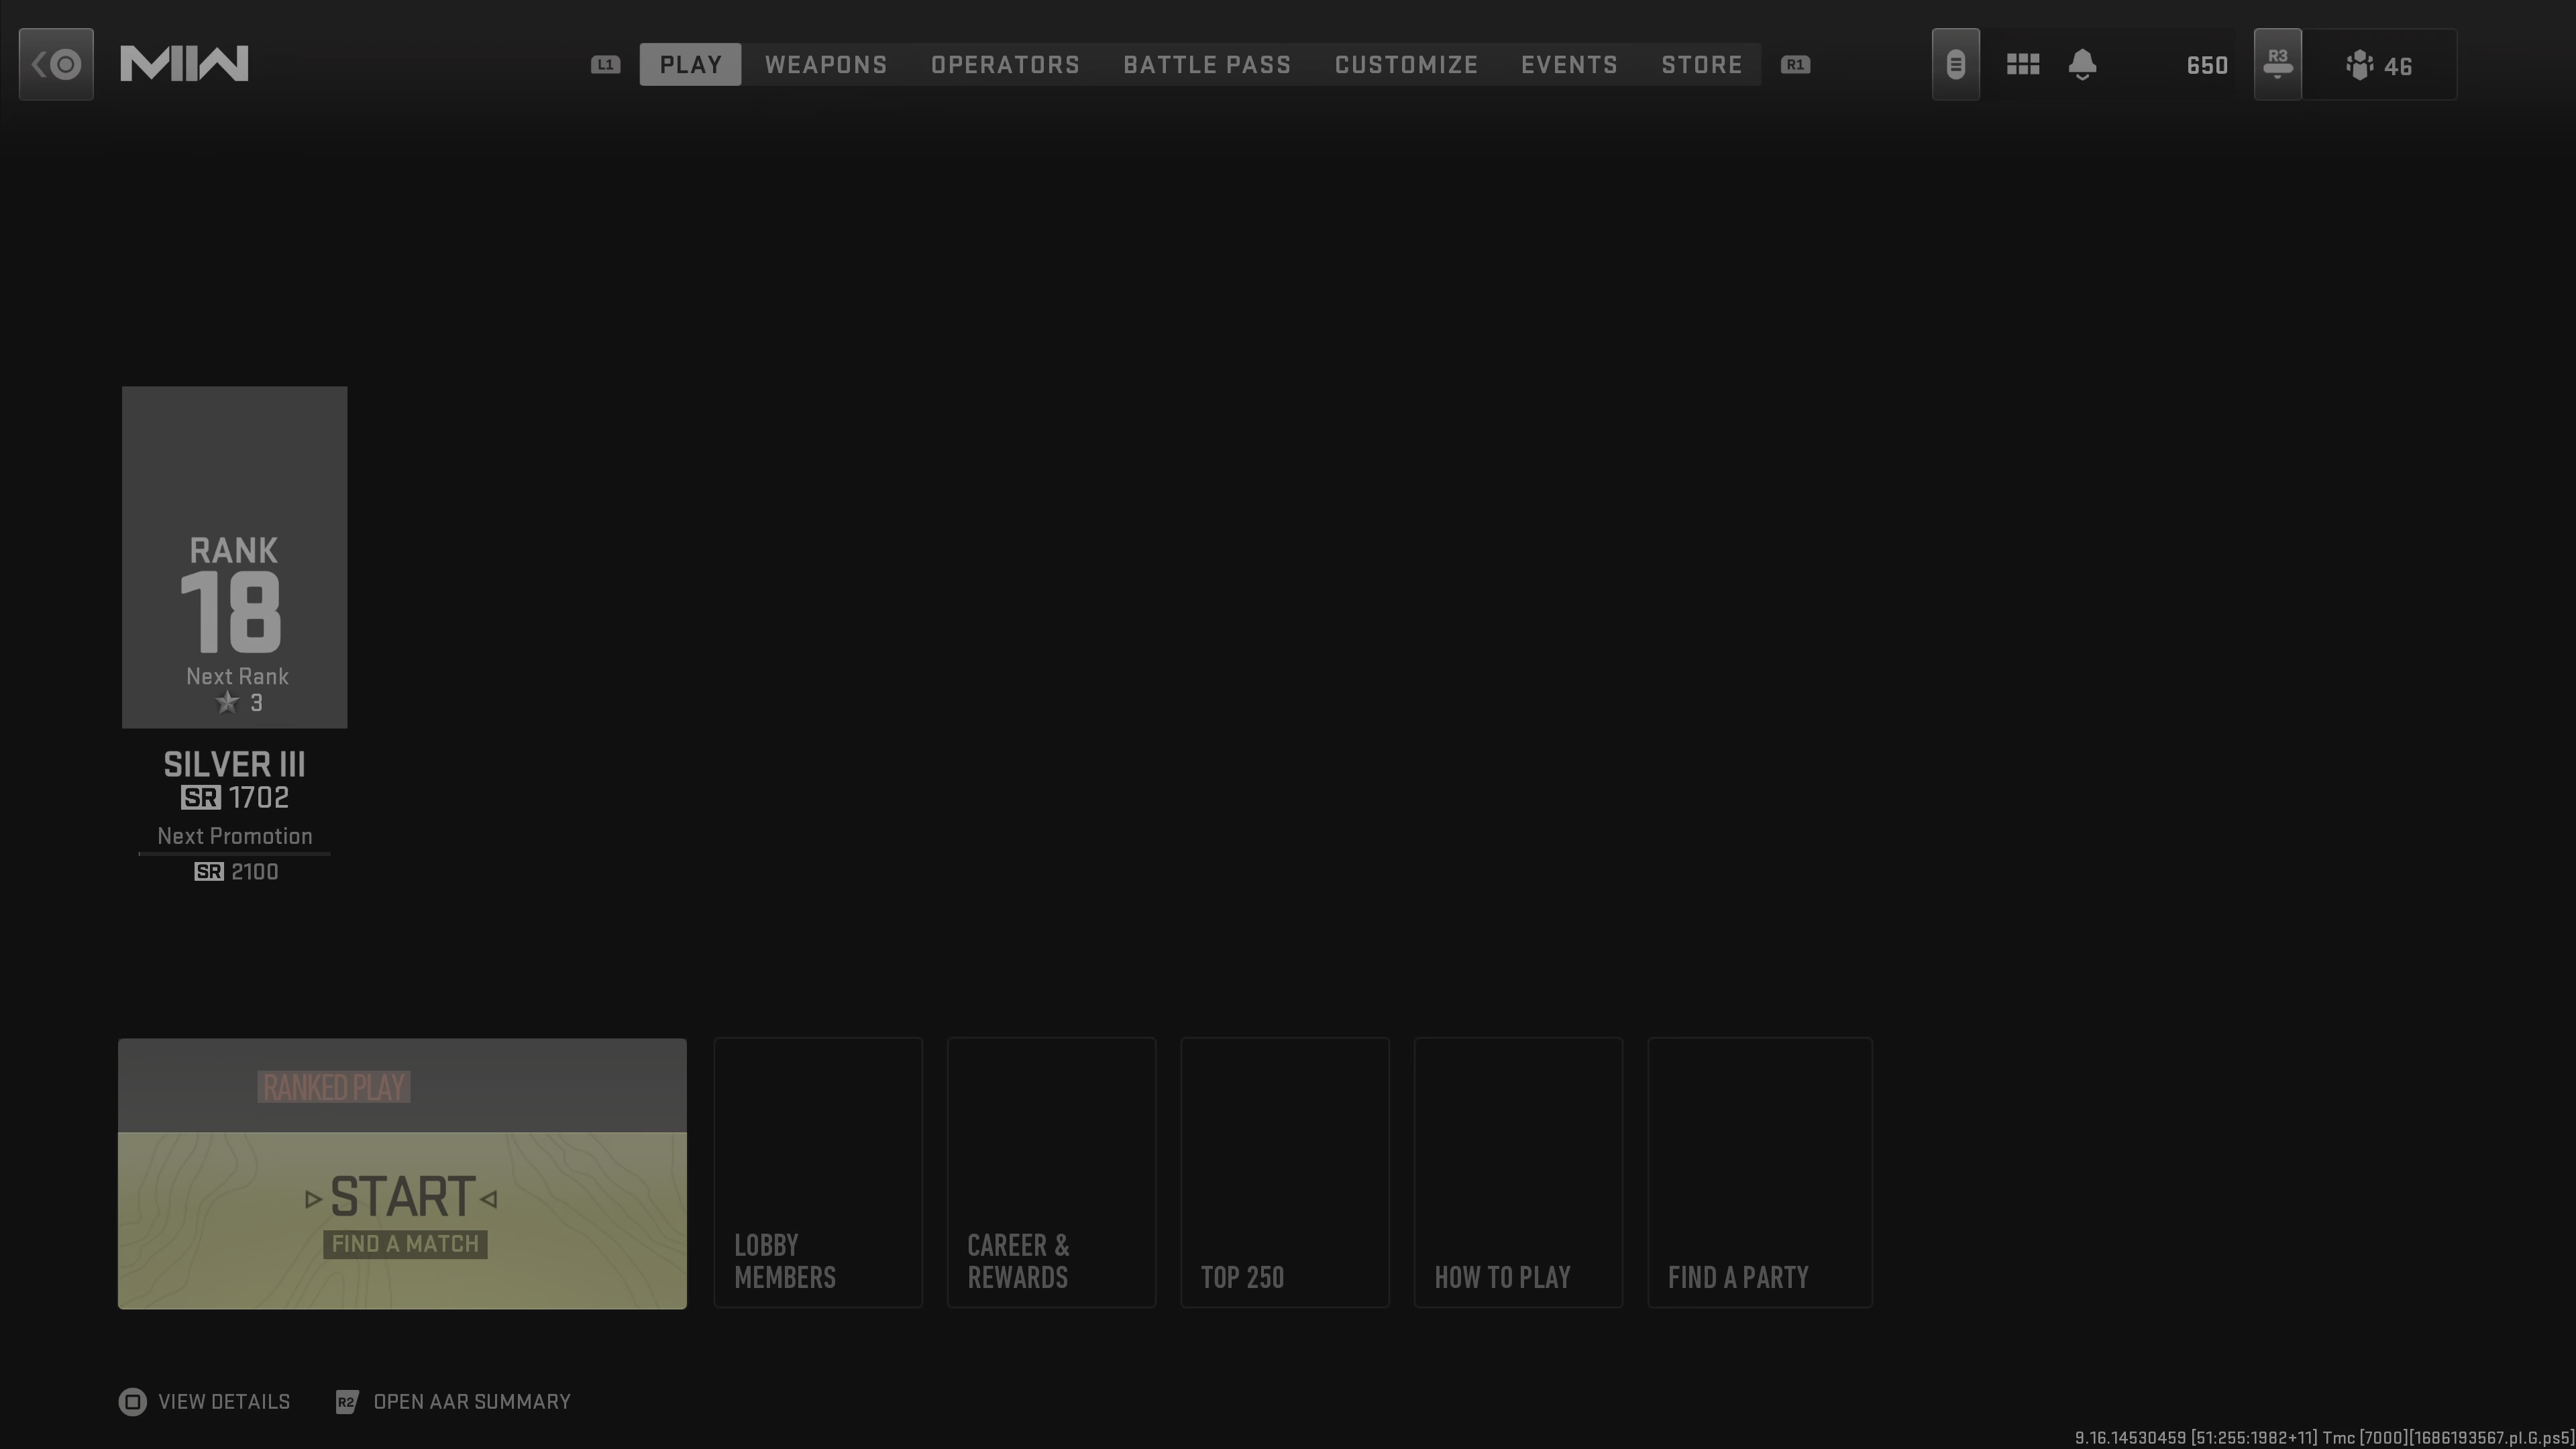 MIIW
L1 PLAY WEAPONS OPERATORS BATTLE PASS CUSTOMIZE EVENTS STORE R1
650 R3 46
RANK
18
Next Rank
3
SILVER III
SR 1702
Next Promotion
SR 2100
RANKED PLAY
START
FIND A MATCH
LOBBY
MEMBERS
CAREER &
REWARDS
TOP 250
HOW TO PLAY
FIND A PARTY
VIEW DETAILS R2 OPEN AAR SUMMARY
9.16.14530459 [51:255:1982+11] Tmc [7000][1686193567.pl.G.ps5]